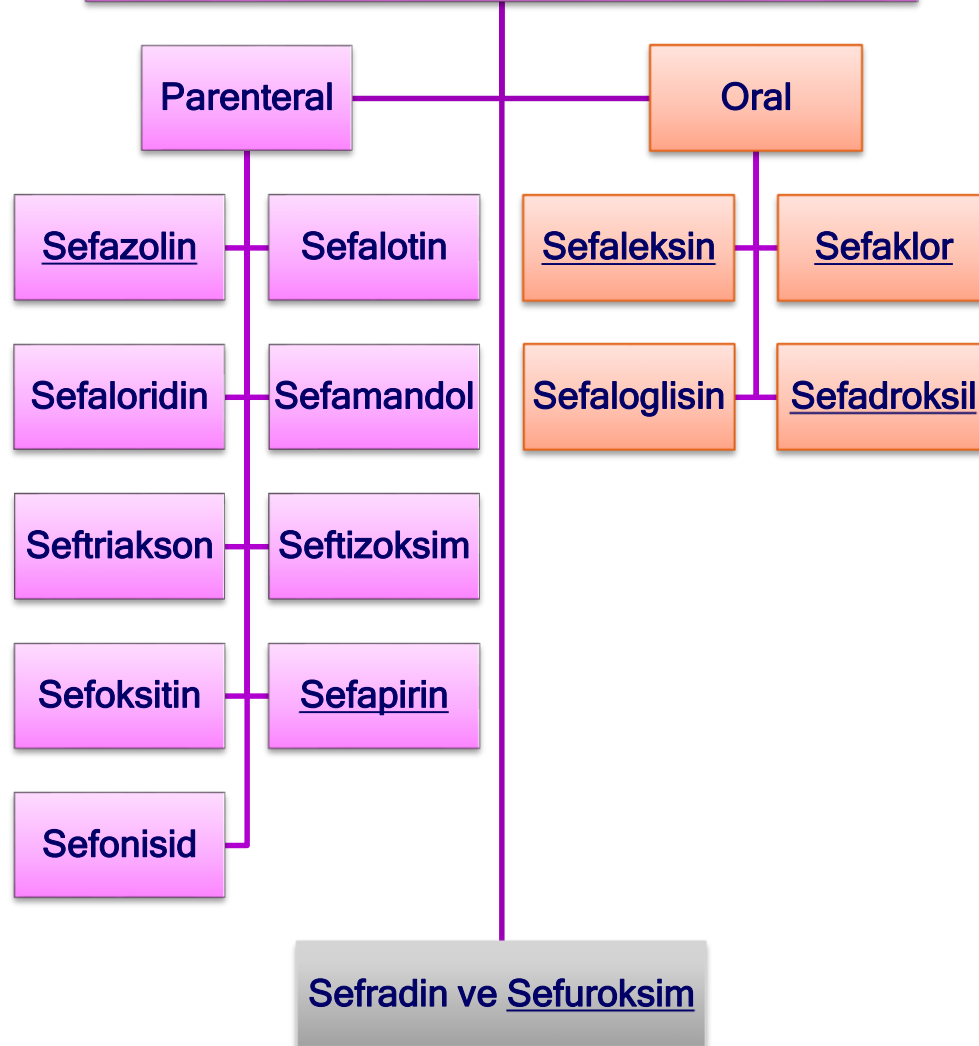 Parenteral
Oral
Sefazolin
Sefalotin
Sefaleksin
Sefaklor
Sefaloridin
Sefamandol
Sefaloglisin
Sefadroksil
Seftriakson
Seftizoksim
Sefoksitin
Sefapirin
Sefonisid
Sefradin ve Sefuroksim